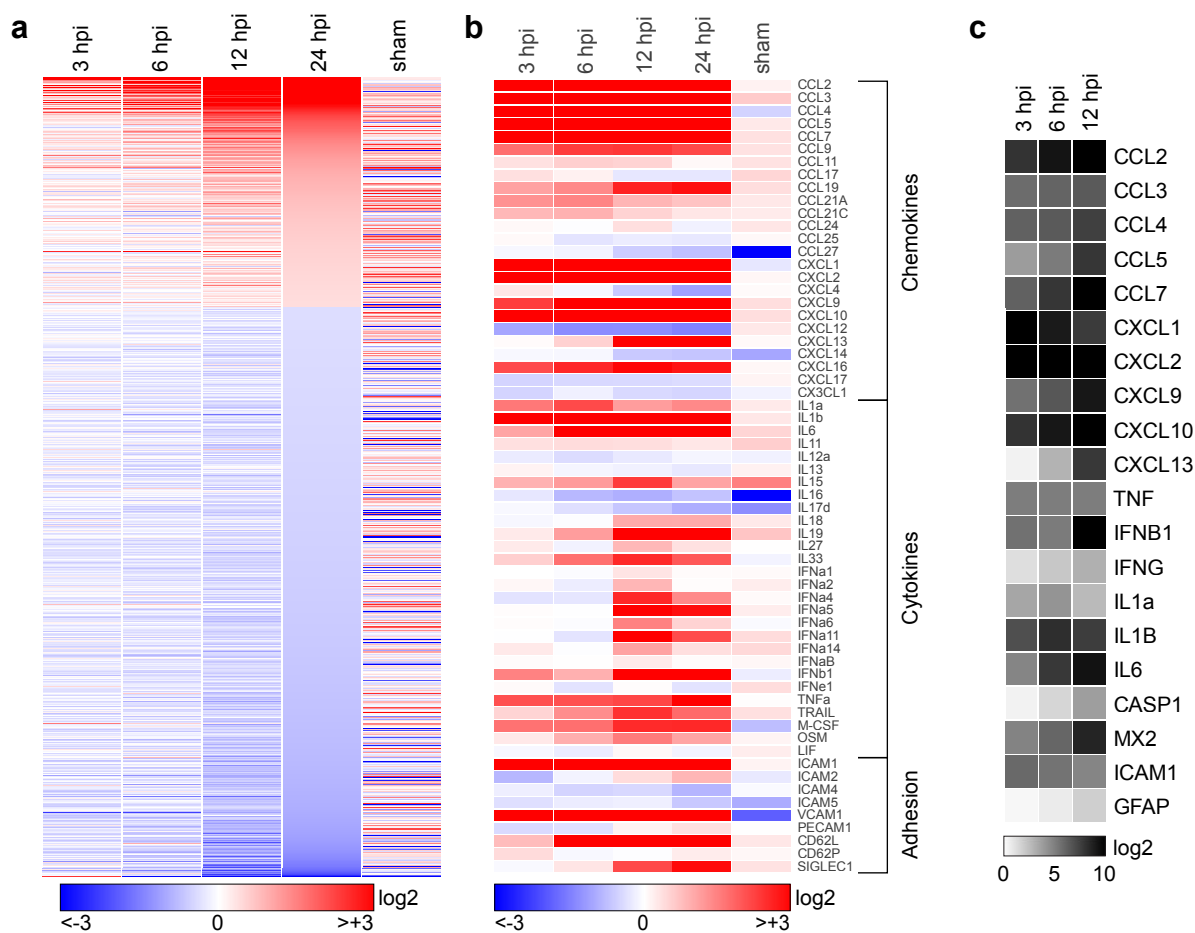 a
3 hpi
6 hpi
12 hpi
24 hpi
sham
<-3
0
>+3
log2
b
3 hpi
6 hpi
12 hpi
24 hpi
sham
CCL2
CCL3
CCL4
CCL5
CCL7
CCL9
CCL11
CCL17
CCL19
CCL21A
CCL21C
CCL24
CCL25
CCL27
CXCL1
CXCL2
CXCL4
CXCL9
CXCL10
CXCL12
CXCL13
CXCL14
CXCL16
CXCL17
CX3CL1
IL1a
IL1b
IL6
IL11
IL12a
IL13
IL15
IL16
IL17d
IL18
IL19
IL27
IL33
IFNa1
IFNa2
IFNa4
IFNa5
IFNa6
IFNa11
IFNa14
IFNaB
IFNb1
IFNe1
TNFa
TRAIL
M-CSF
OSM
LIF
ICAM1
ICAM2
ICAM4
ICAM5
VCAM1
PECAM1
CD62L
CD62P
SIGLEC1
Chemokines
Cytokines
Adhesion
<-3
0
>+3
log2
c
3 hpi
6 hpi
12 hpi
CCL2
CCL3
CCL4
CCL5
CCL7
CXCL1
CXCL2
CXCL9
CXCL10
CXCL13
TNF
IFNB1
IFNG
IL1a
IL1B
IL6
CASP1
MX2
ICAM1
GFAP
log2
0
5
10